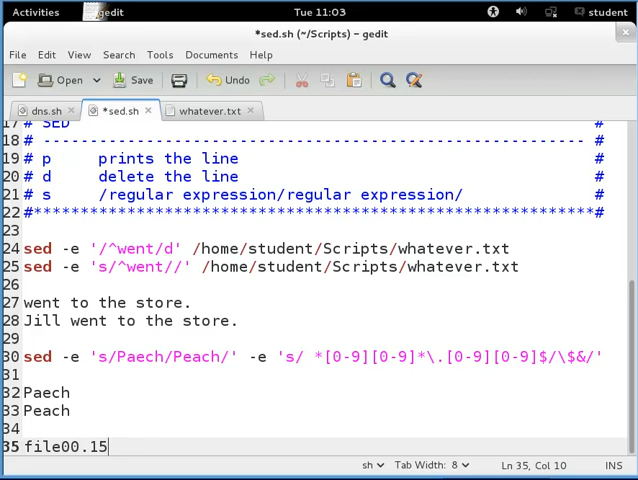 Activities gedit Tue 11:03 student
*sed.sh (~/Scripts) – gedit ×
File Edit View Search Tools Documents Help
Open Save Undo
dns.sh × *sed.sh × whatever.txt ×
17 # SED #
18 # ---------------------------------------------------------- #
19 # p prints the line #
20 # d delete the line #
21 # s /regular expression/regular expression/ #
22 #************************************************************#
23
24 sed -e '/^went/d' /home/student/Scripts/whatever.txt
25 sed -e 's/^went//' /home/student/Scripts/whatever.txt
26
27 went to the store.
28 Jill went to the store.
29
30 sed -e 's/Paech/Peach/' -e 's/ *[0-9][0-9]*\.[0-9][0-9]$/\$&/'
31
32 Paech
33 Peach
34
35 file00.15
sh Tab Width: 8 Ln 35, Col 10 INS